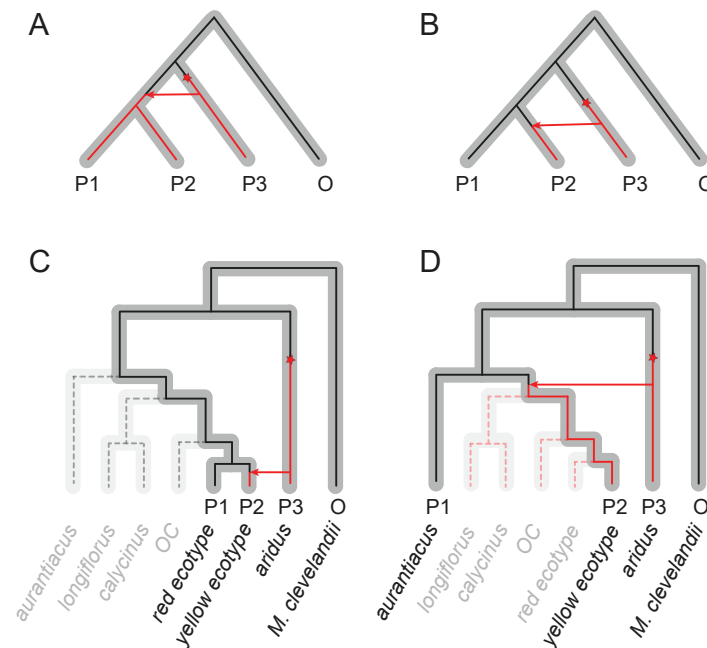 A
B
P1 P2 P3 O
P1 P2 P3 O
C
D
P1 P2 P3 O
aurantiacus longiflorus calycinus OC red ecotype yellow ecotype aridus M. clevelandii
P1 P2 P3 O
aurantiacus longiflorus calycinus OC red ecotype yellow ecotype aridus M. clevelandii